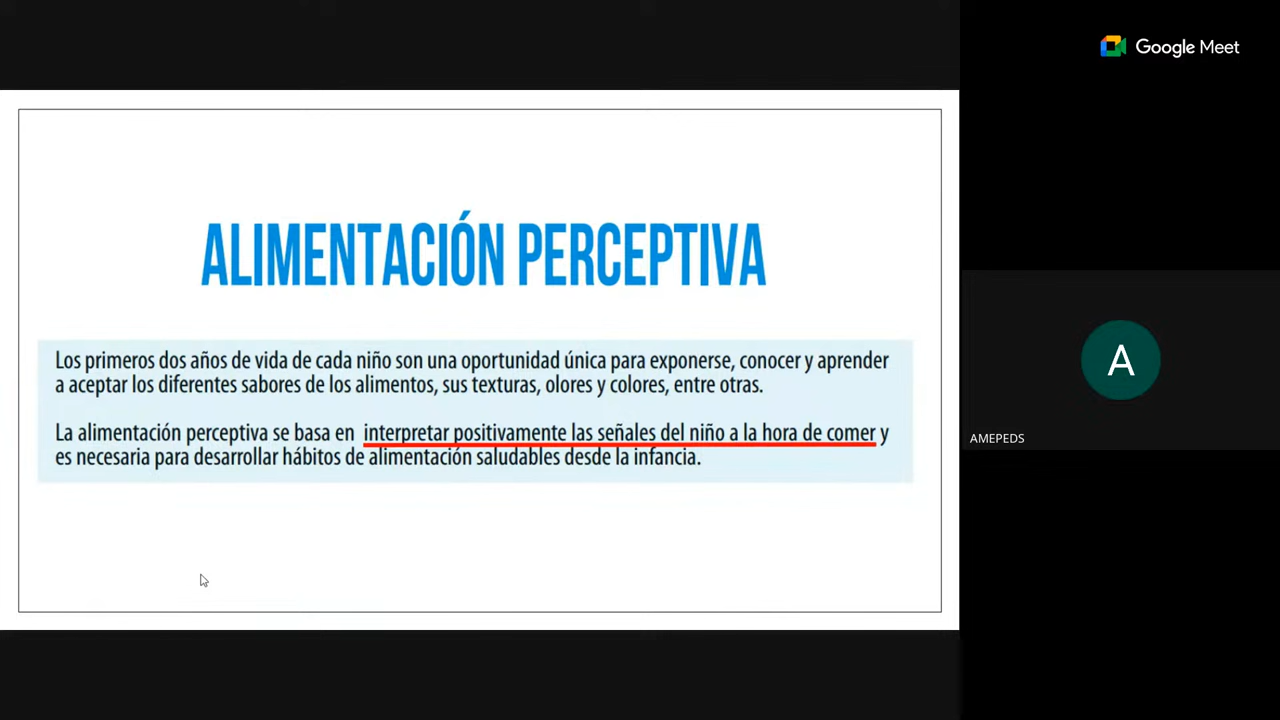 Google Meet
ALIMENTACIÓN PERCEPTIVA
Los primeros dos años de vida de cada niño son una oportunidad única para exponerse, conocer y aprender
a aceptar los diferentes sabores de los alimentos, sus texturas, olores y colores, entre otras.
La alimentación perceptiva se basa en interpretar positivamente las señales del niño a la hora de comer y
es necesaria para desarrollar hábitos de alimentación saludables desde la infancia.
A
AMEPEDS